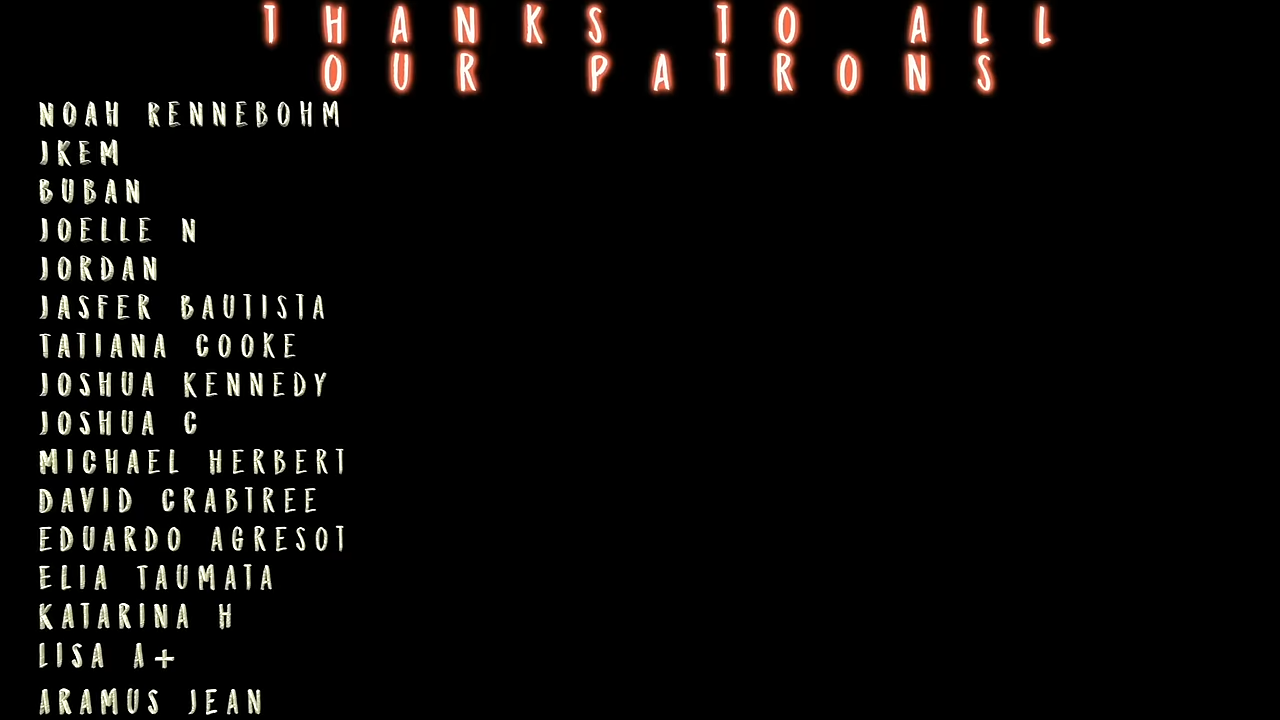 THANKS TO ALL
OUR PATRONS
NOAH RENNEBOHM
JKEM
BUBAN
JOELLE N
JORDAN
JASFER BAUTISTA
TATIANA COOKE
JOSHUA KENNEDY
JOSHUA C
MICHAEL HERBERT
DAVID CRABTREE
EDUARDO AGRESOT
ELIA TAUMATA
KATARINA H
LISA A+
ARAMUS JEAN